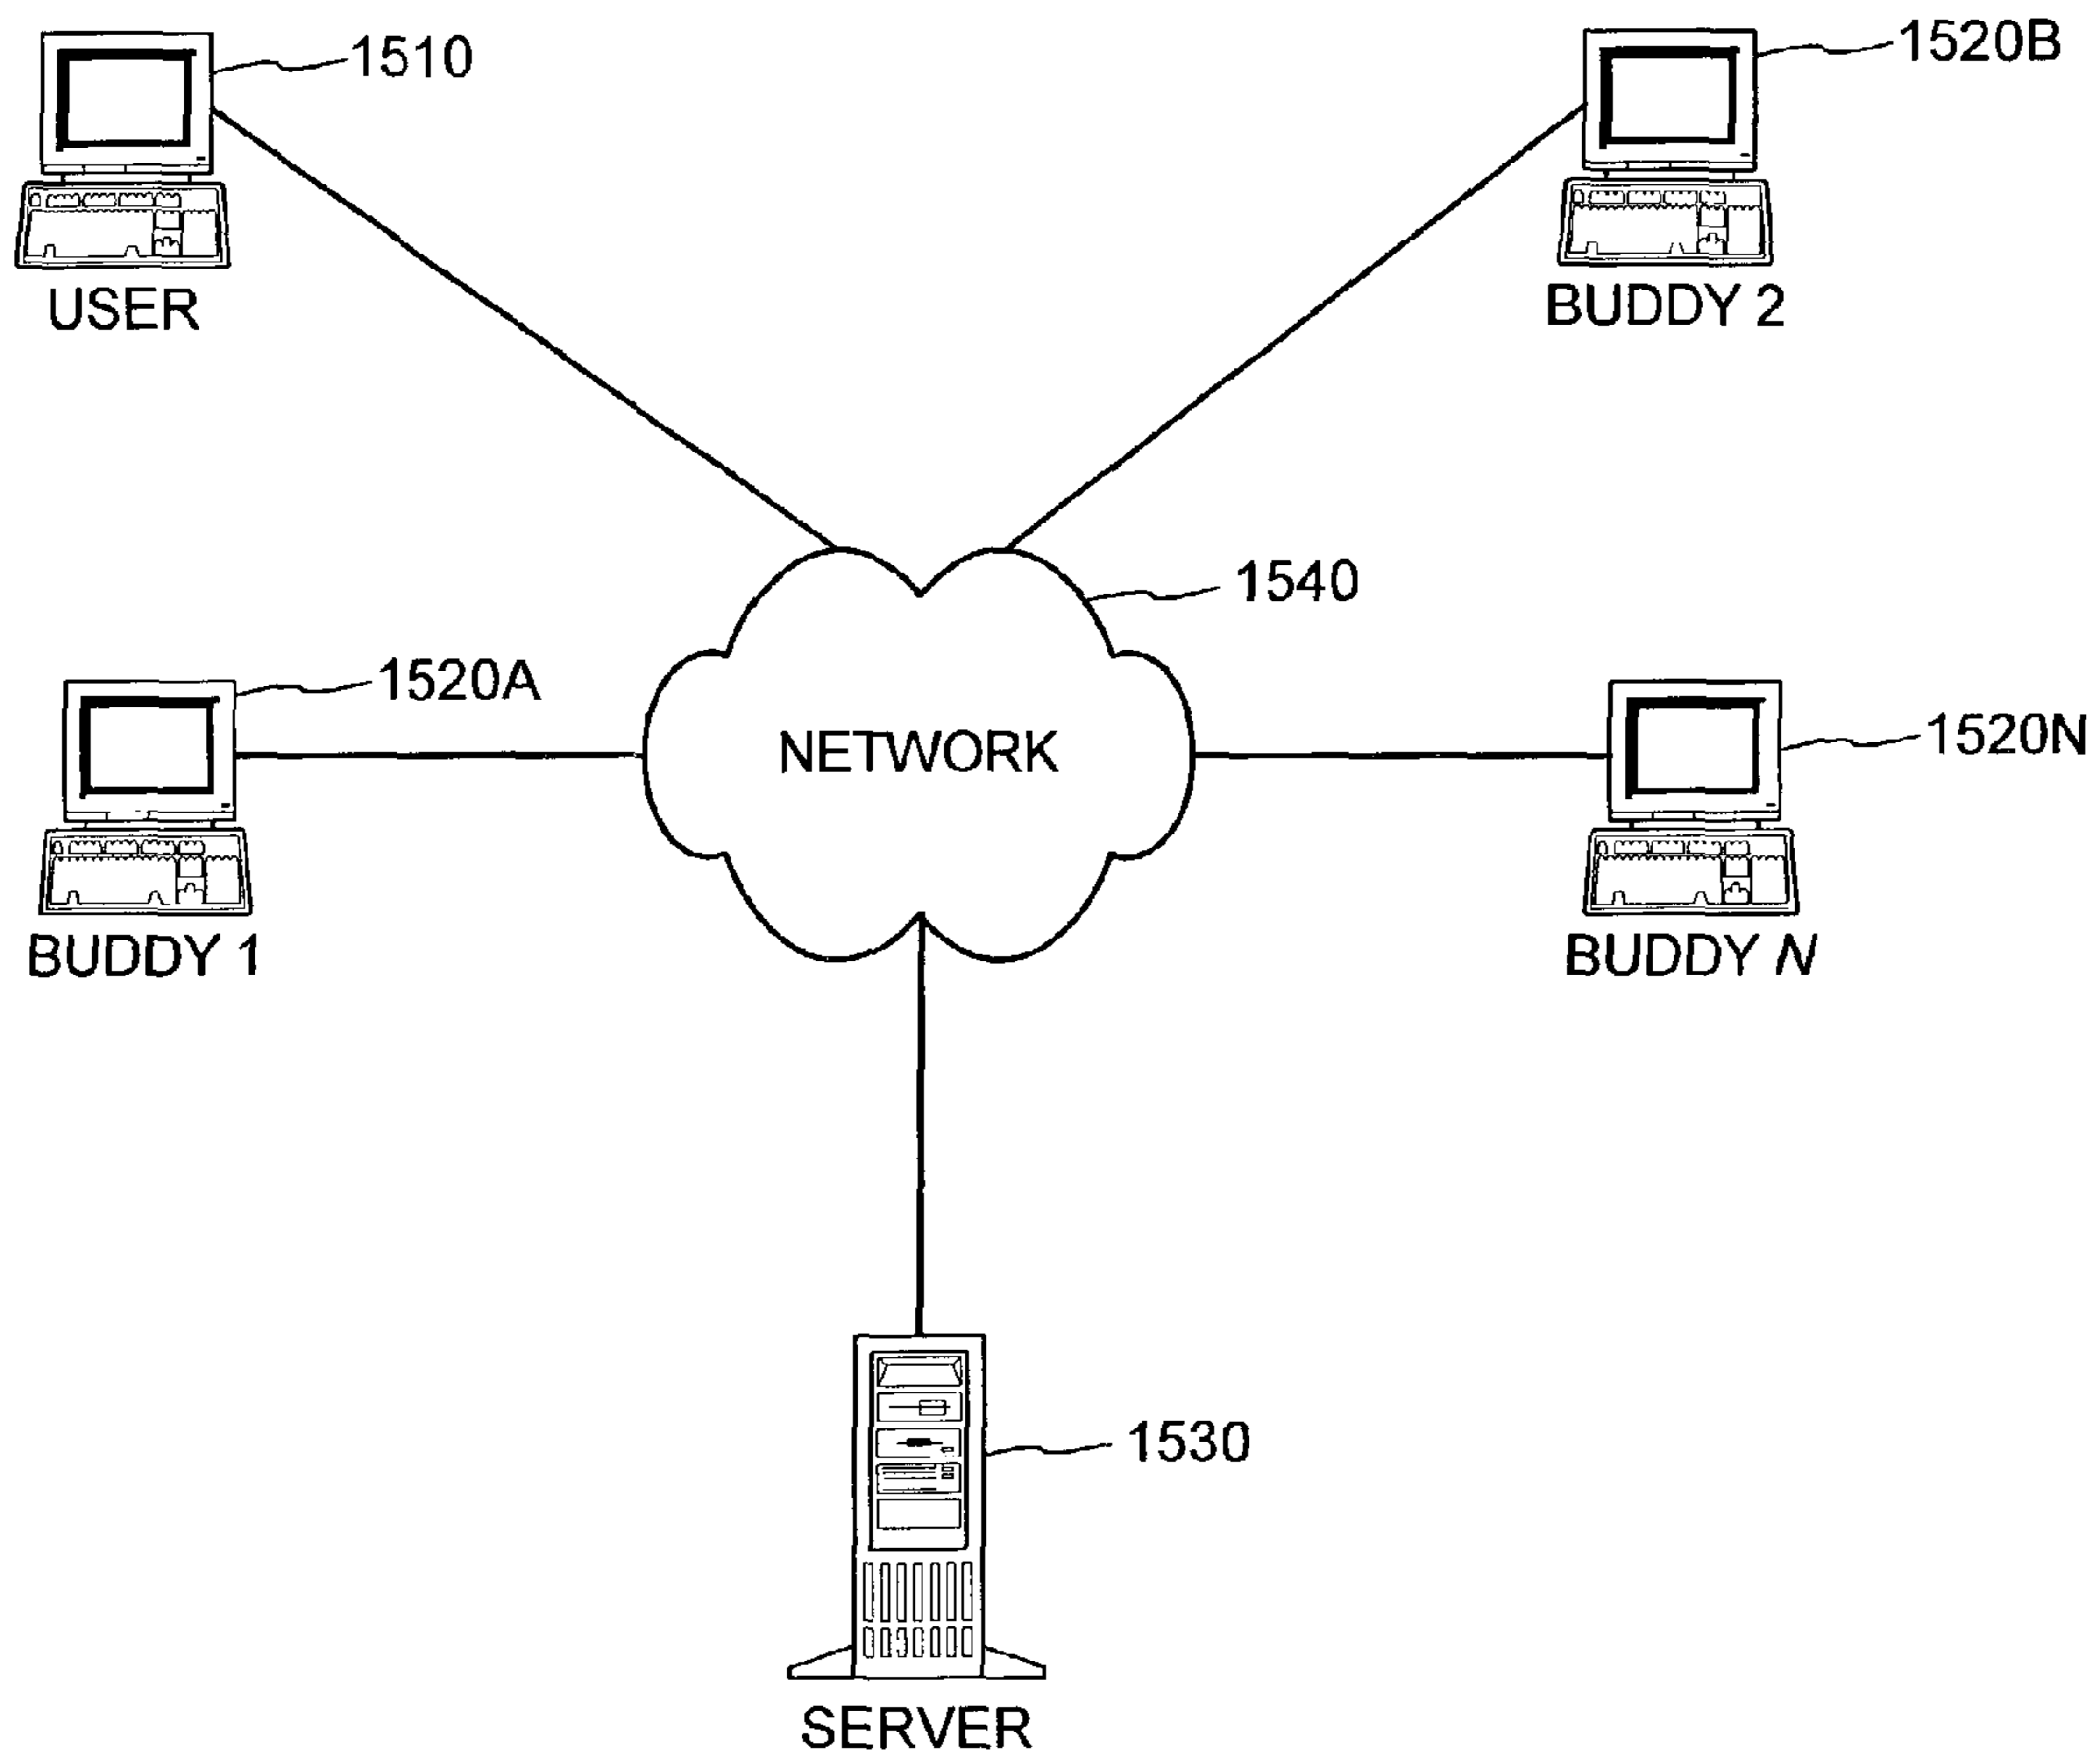 1510
1520B
USER
BUDDY 2
1540
1520A
NETWORK
1520N
BUDDY 1
BUDDY N
1530
SERVER